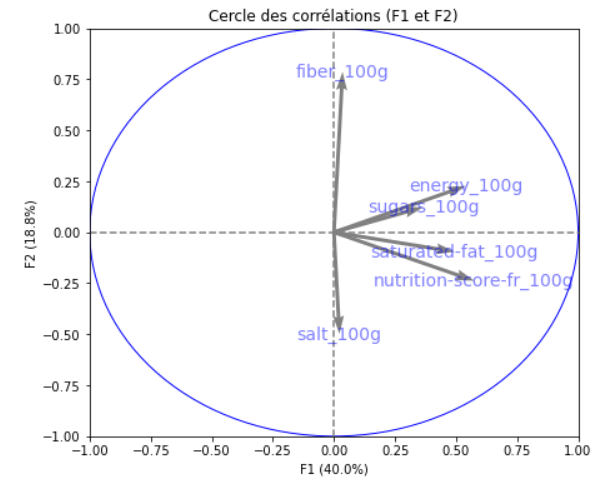 Cercle des corrélations (F1 et F2)
1.00
0.75
0.50
0.25
0.00
−0.25
−0.50
−0.75
−1.00
F2 (18.8%)
fiber_100g
energy_100g
sugars_100g
saturated-fat_100g
nutrition-score-fr_100g
salt_100g
−1.00 −0.75 −0.50 −0.25 0.00 0.25 0.50 0.75 1.00
F1 (40.0%)